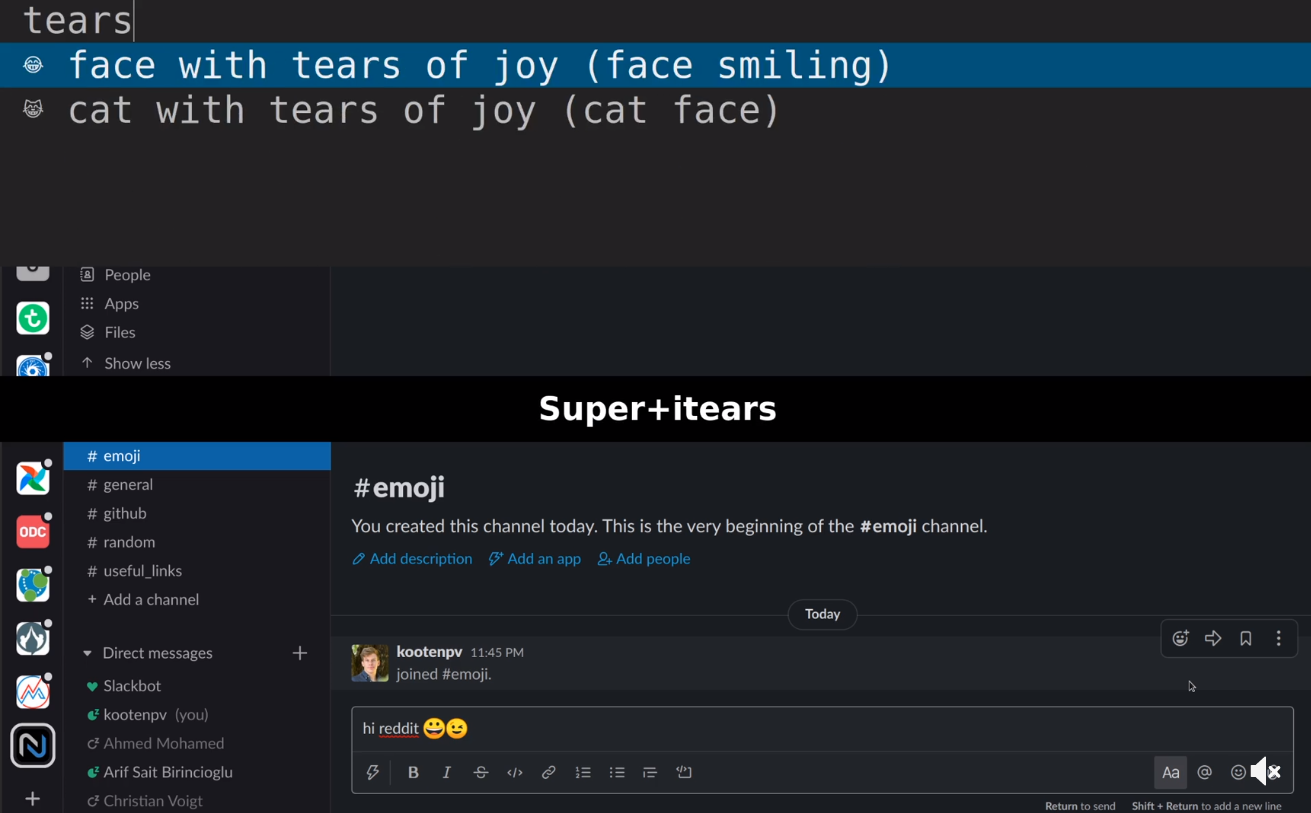 tears
😂 face with tears of joy (face smiling)
😹 cat with tears of joy (cat face)
People
Apps
Files
Show less
Super+itears
# emoji
# general
# github
# random
# useful_links
+ Add a channel
ODC
Direct messages +
Slackbot
kootenpv (you)
Ahmed Mohamed
Arif Sait Birincioglu
Christian Voigt
#emoji
You created this channel today. This is the very beginning of the #emoji channel.
Add description Add an app Add people
Today
kootenpv 11:45 PM
joined #emoji.
hi reddit 😀😉
B I S </> Aa @
Return to send Shift + Return to add a new line